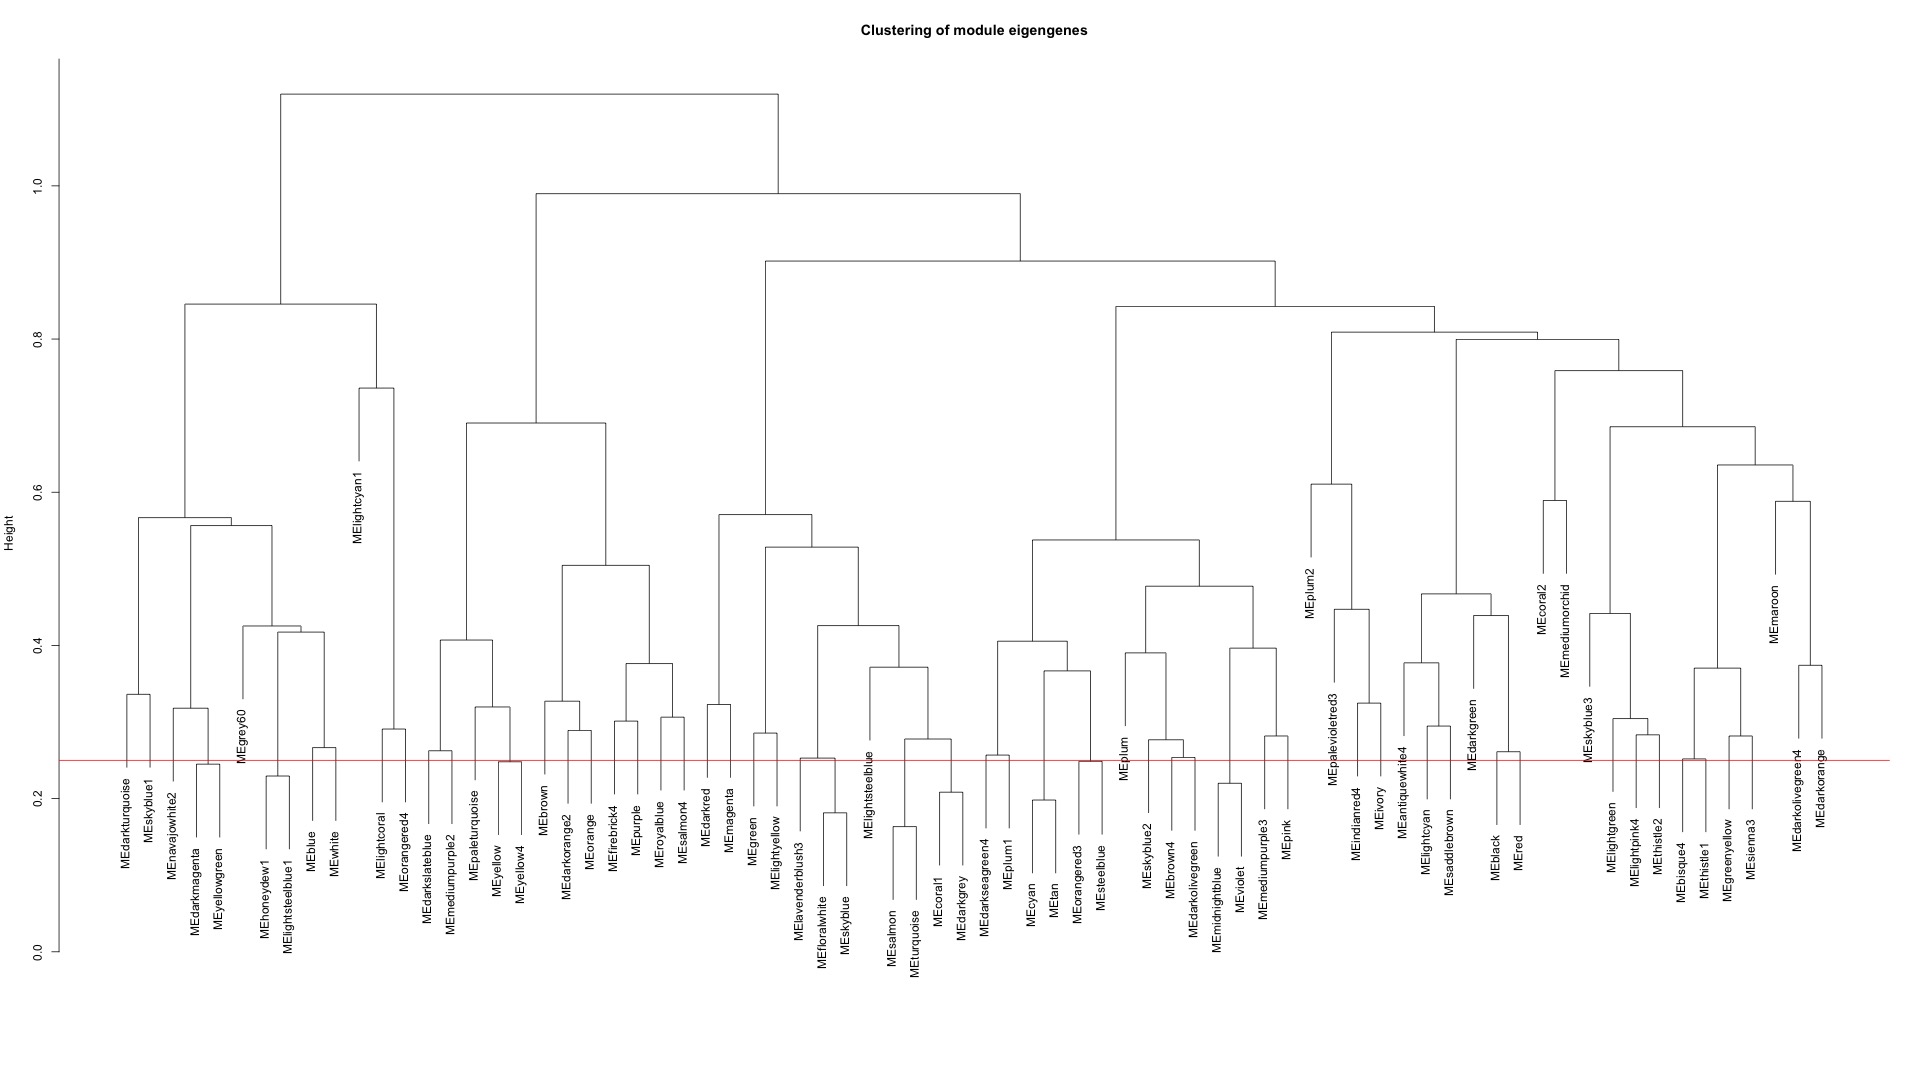 Clustering of module eigengenes
Height
1.0
0.8
0.6
0.4
0.2
0.0
MEdarkturquoise
MEskyblue1
MEnavajowhite2
MEdarkmagenta
MEyellowgreen
MEgrey60
MEhoneydew1
MElightsteelblue1
MEblue
MEwhite
MElightcyan1
MElightcoral
MEorangered4
MEdarkslateblue
MEmediumpurple2
MEpaleturquoise
MEyellow
MEyellow4
MEbrown
MEdarkorange2
MEorange
MEfirebrick4
MEpurple
MEroyalblue
MEsalmon4
MEdarkred
MEmagenta
MEgreen
MElightyellow
MElavenderblush3
MEfloralwhite
MEskyblue
MElightsteelblue
MEsalmon
MEturquoise
MEcoral1
MEdarkgrey
MEdarkseagreen4
MEplum1
MEcyan
MEtan
MEorangered3
MEsteelblue
MEplum
MEskyblue2
MEbrown4
MEdarkolivegreen
MEmidnightblue
MEviolet
MEmediumpurple3
MEpink
MEplum2
MEpalevioletred3
MEindianred4
MEivory
MEantiquewhite4
MElightcyan
MEsaddlebrown
MEdarkgreen
MEblack
MEred
MEcoral2
MEmediumorchid
MEskyblue3
MElightgreen
MElightpink4
MEthistle2
MEbisque4
MEthistle1
MEgreenyellow
MEsienna3
MEmaroon
MEdarkolivegreen4
MEdarkorange